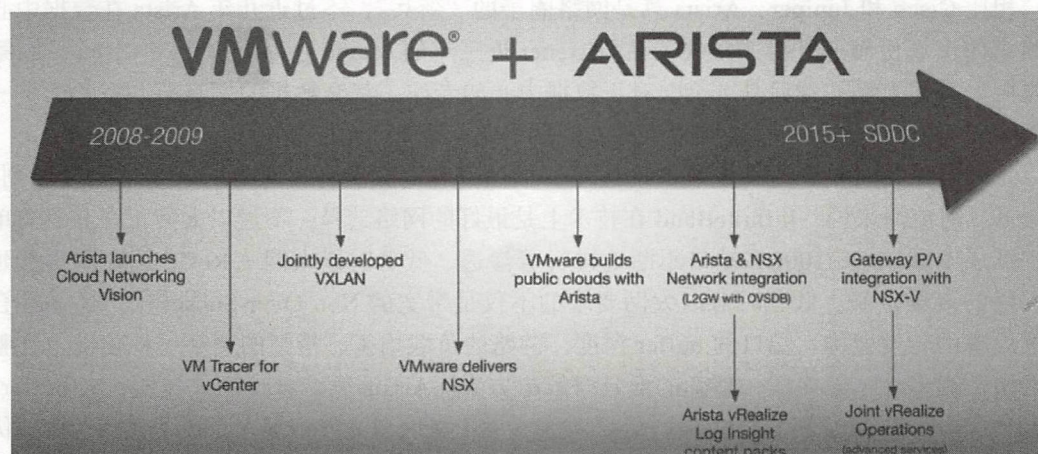 VMware® + ARISTA
2008-2009
2015+ SDDC
Arista launches
Cloud Networking
Vision
VM Tracer for
vCenter
Jointly developed
VXLAN
VMware delivers
NSX
VMware builds
public clouds with
Arista
Arista & NSX
Network integration
(L2GW with OVSDB)
Arista vRealize
Log Insight
content packs
Gateway P/V
integration with
NSX-V
Joint vRealize
Operations
(advanced services)